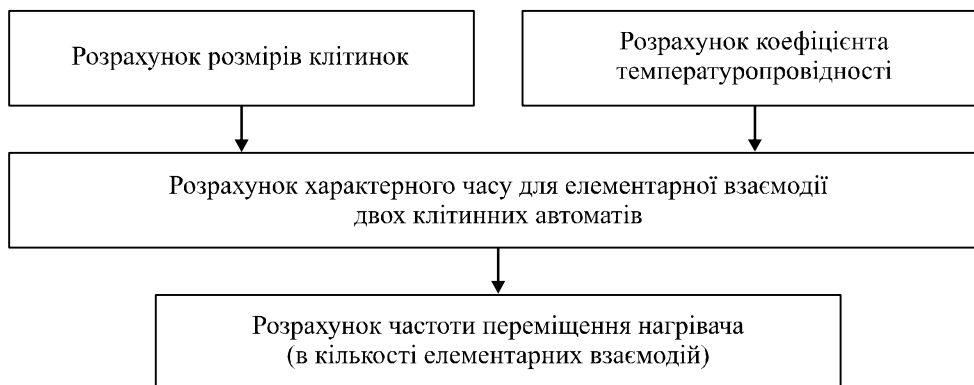 Розрахунок розмірів клітинок
Розрахунок коефіцієнта
температуропровідності
Розрахунок характерного часу для елементарної взаємодії
двох клітинних автоматів
Розрахунок частоти переміщення нагрівача
(в кількості елементарних взаємодій)